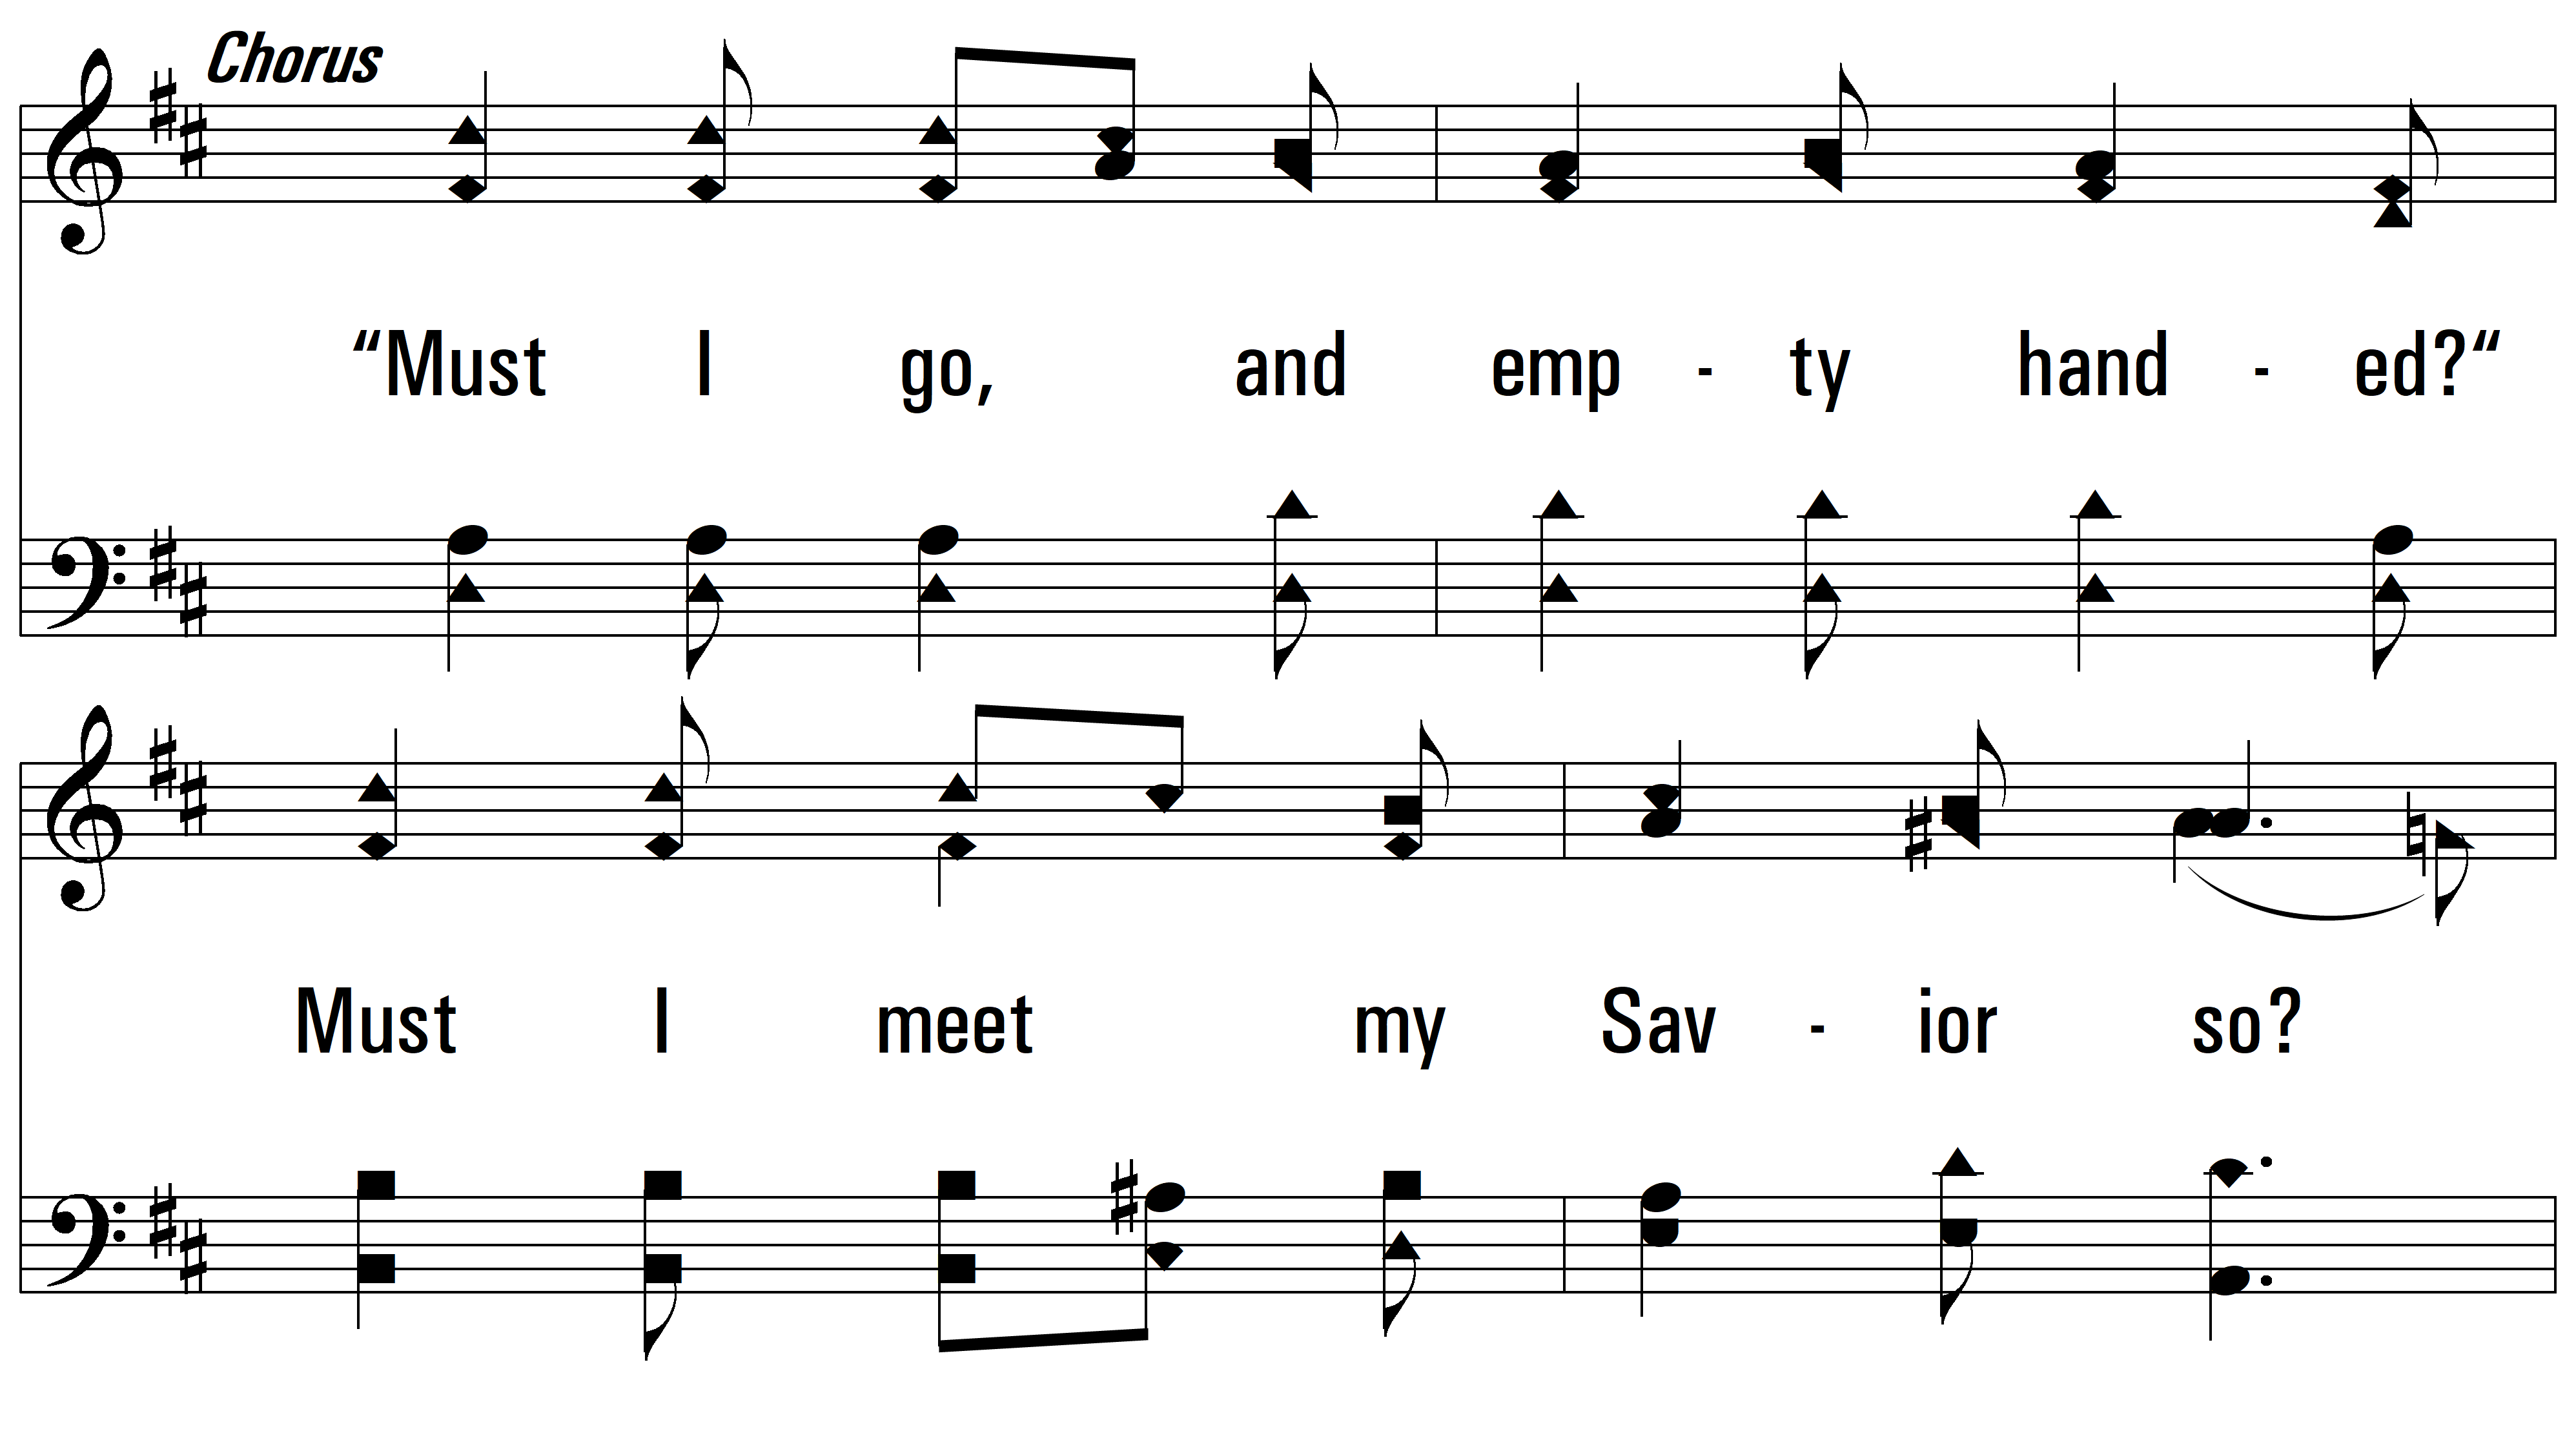 Chorus
“Must I go, and emp - ty hand - ed?“
Must I meet my Sav - ior so?